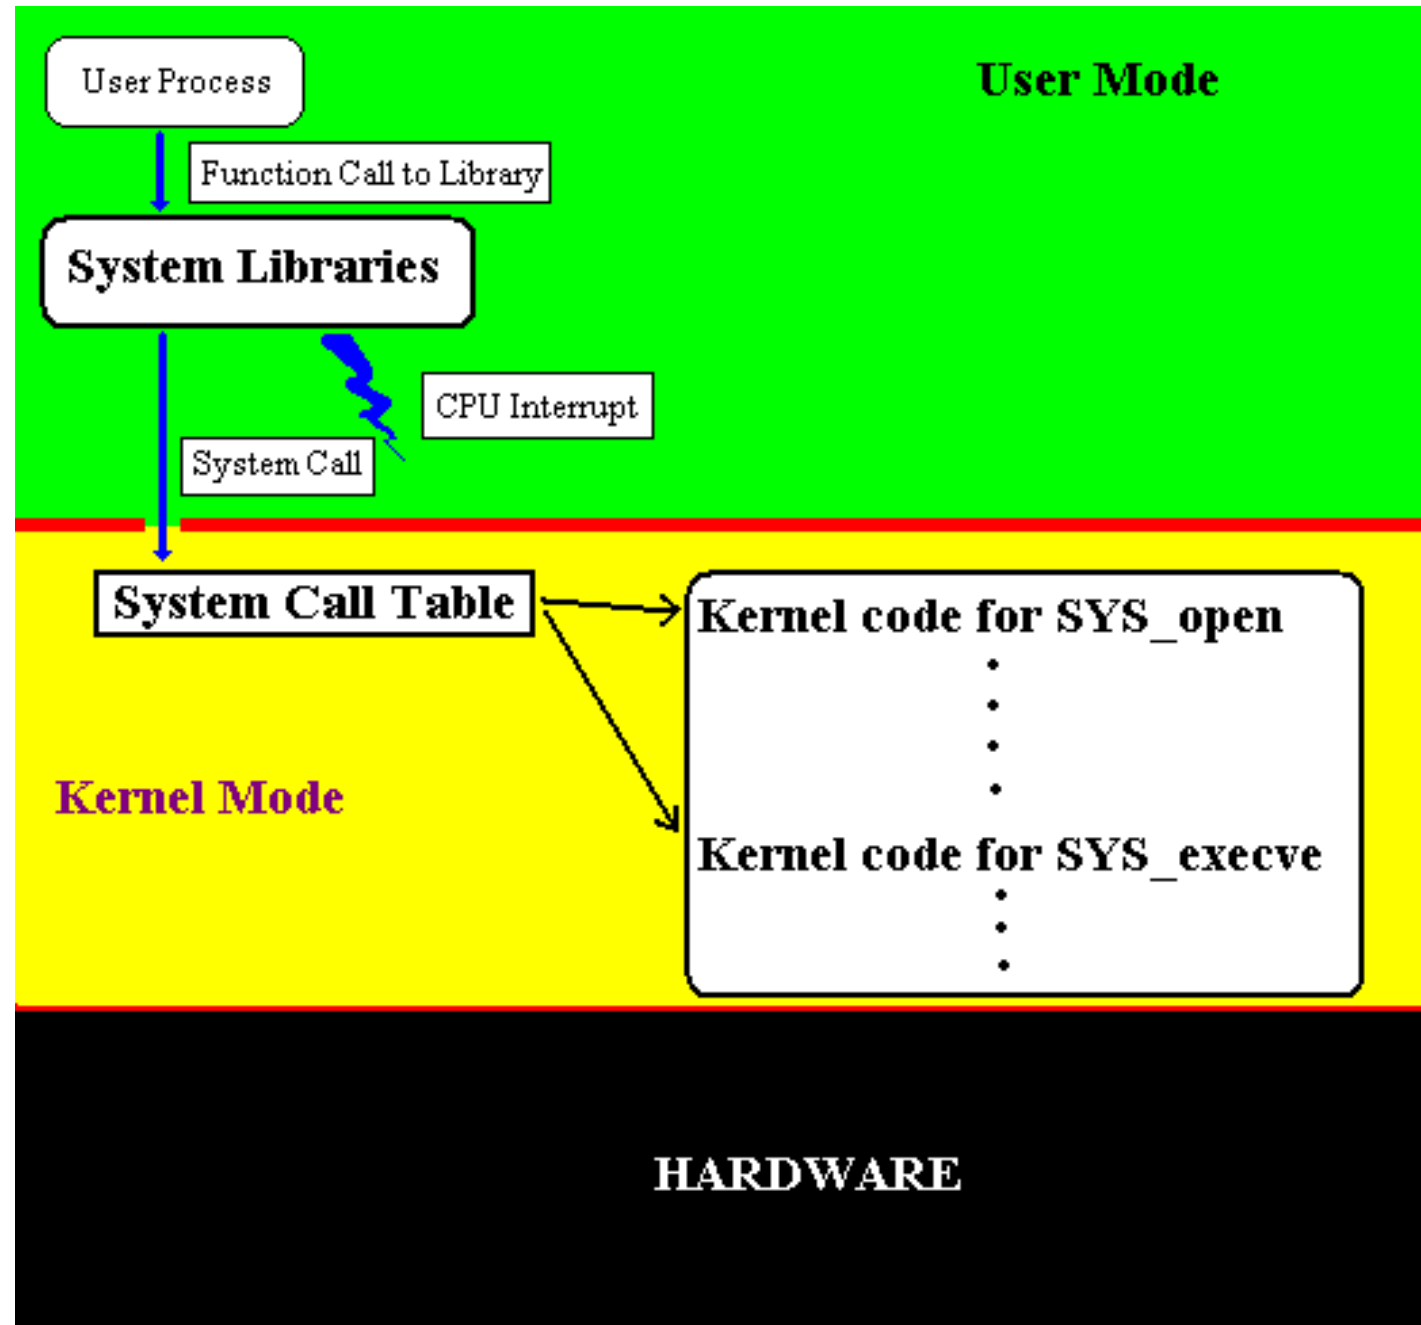 User Process
User Mode
Function Call to Library
System Libraries
CPU Interrupt
System Call
System Call Table
Kernel code for SYS_open
Kernel Mode
Kernel code for SYS_execve
HARDWARE